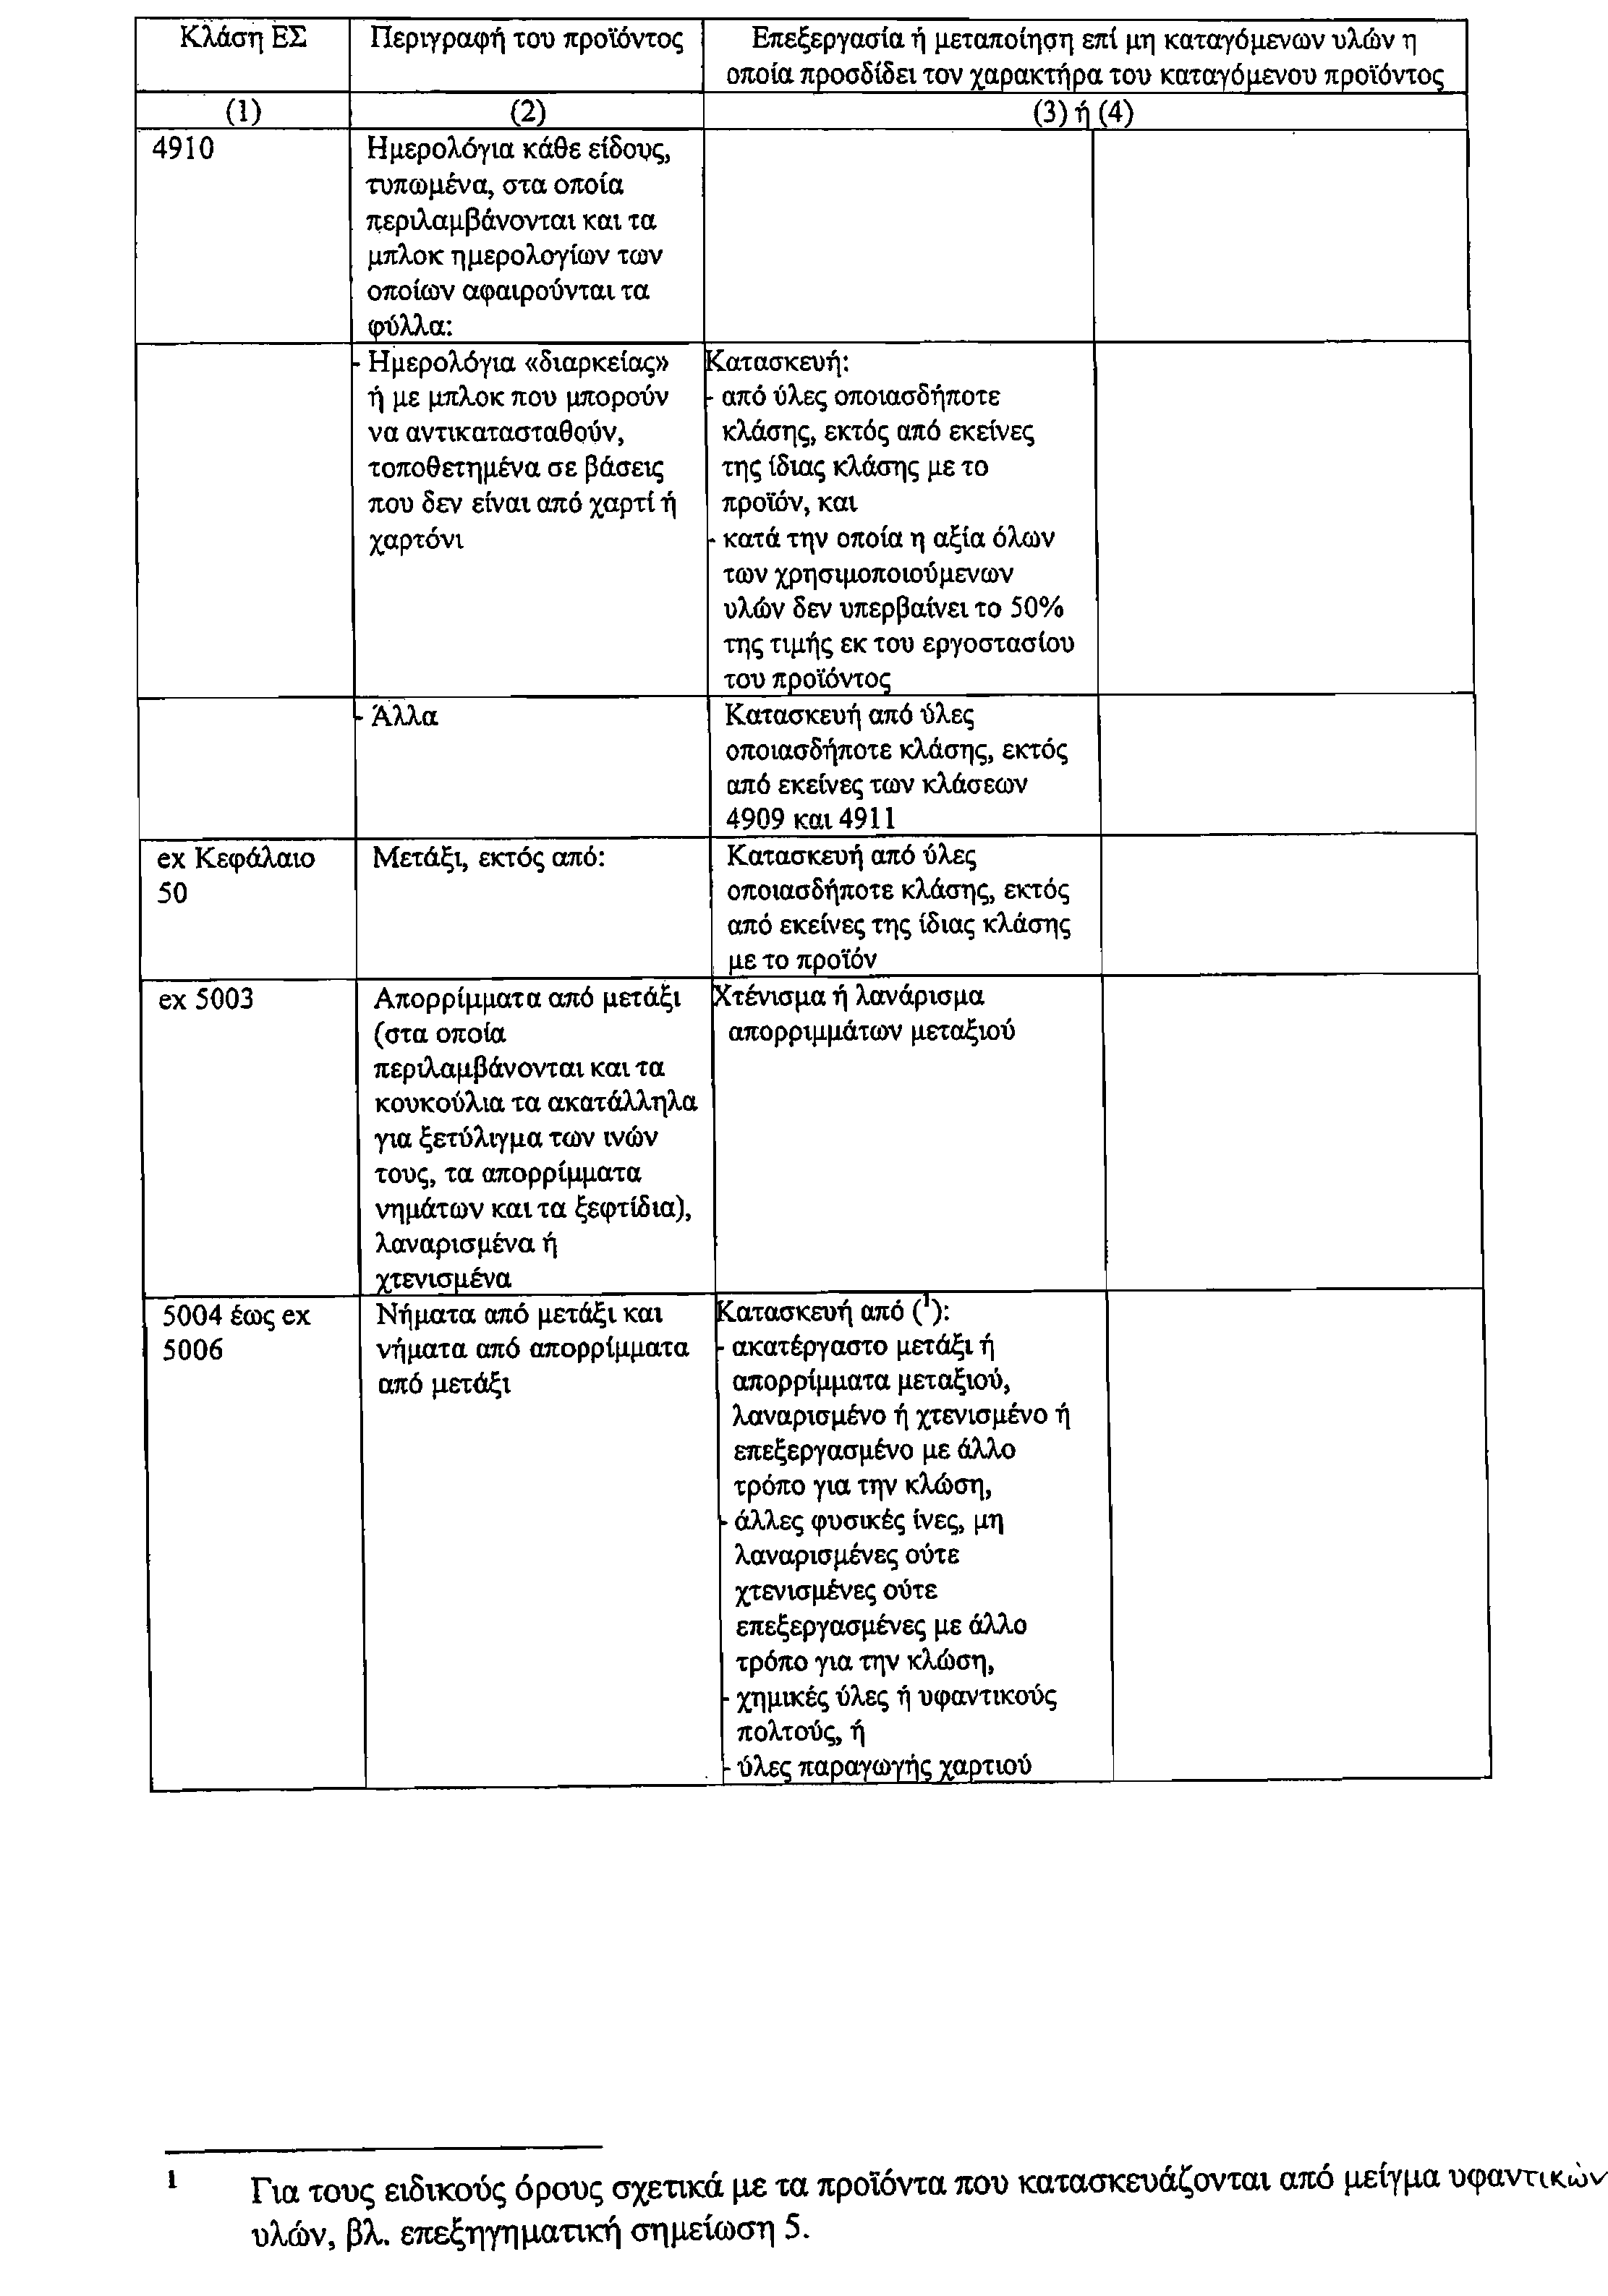 Κλάση ΕΣ
Περιγραφή του προϊόντος
Επεξεργασία ή μεταποίηση επί μη καταγόμενων υλών η
οποία προσδίδει τον χαρακτήρα του καταγόμενου προϊόντος
(1)
(2)
(3) ή (4)
4910
Ημερολόγια κάθε είδους,
τυπωμένα, στα οποία
περιλαμβάνονται και τα
μπλοκ ημερολογίων των
οποίων αφαιρούνται τα
φύλλα:
- Ημερολόγια «διαρκείας»
ή με μπλοκ που μπορούν
να αντικατασταθούν,
τοποθετημένα σε βάσεις
που δεν είναι από χαρτί ή
χαρτόνι
Κατασκευή:
- από ύλες οποιασδήποτε
κλάσης, εκτός από εκείνες
της ίδιας κλάσης με το
προϊόν, και
- κατά την οποία η αξία όλων
των χρησιμοποιούμενων
υλών δεν υπερβαίνει το 50%
της τιμής εκ του εργοστασίου
του προϊόντος
- Άλλα
Κατασκευή από ύλες
οποιασδήποτε κλάσης, εκτός
από εκείνες των κλάσεων
4909 και 4911
ex Κεφάλαιο
50
Μετάξι, εκτός από:
Κατασκευή από ύλες
οποιασδήποτε κλάσης, εκτός
από εκείνες της ίδιας κλάσης
με το προϊόν
ex 5003
Απορρίμματα από μετάξι
(στα οποία
περιλαμβάνονται και τα
κουκούλια τα ακατάλληλα
για ξετύλιγμα των ινών
τους, τα απορρίμματα
νημάτων και τα ξεφτίδια),
λαναρισμένα ή
χτενισμένα
Χτένισμα ή λανάρισμα
απορριμμάτων μεταξιού
5004 έως ex
5006
Νήματα από μετάξι και
νήματα από απορρίμματα
από μετάξι
Κατασκευή από (¹):
- ακατέργαστο μετάξι ή
απορρίμματα μεταξιού,
λαναρισμένο ή χτενισμένο ή
επεξεργασμένο με άλλο
τρόπο για την κλώση,
- άλλες φυσικές ίνες, μη
λαναρισμένες ούτε
χτενισμένες ούτε
επεξεργασμένες με άλλο
τρόπο για την κλώση,
- χημικές ύλες ή υφαντικούς
πολτούς, ή
- ύλες παραγωγής χαρτιού
¹ Για τους ειδικούς όρους σχετικά με τα προϊόντα που κατασκευάζονται από μείγμα υφαντικών
υλών, βλ. επεξηγηματική σημείωση 5.